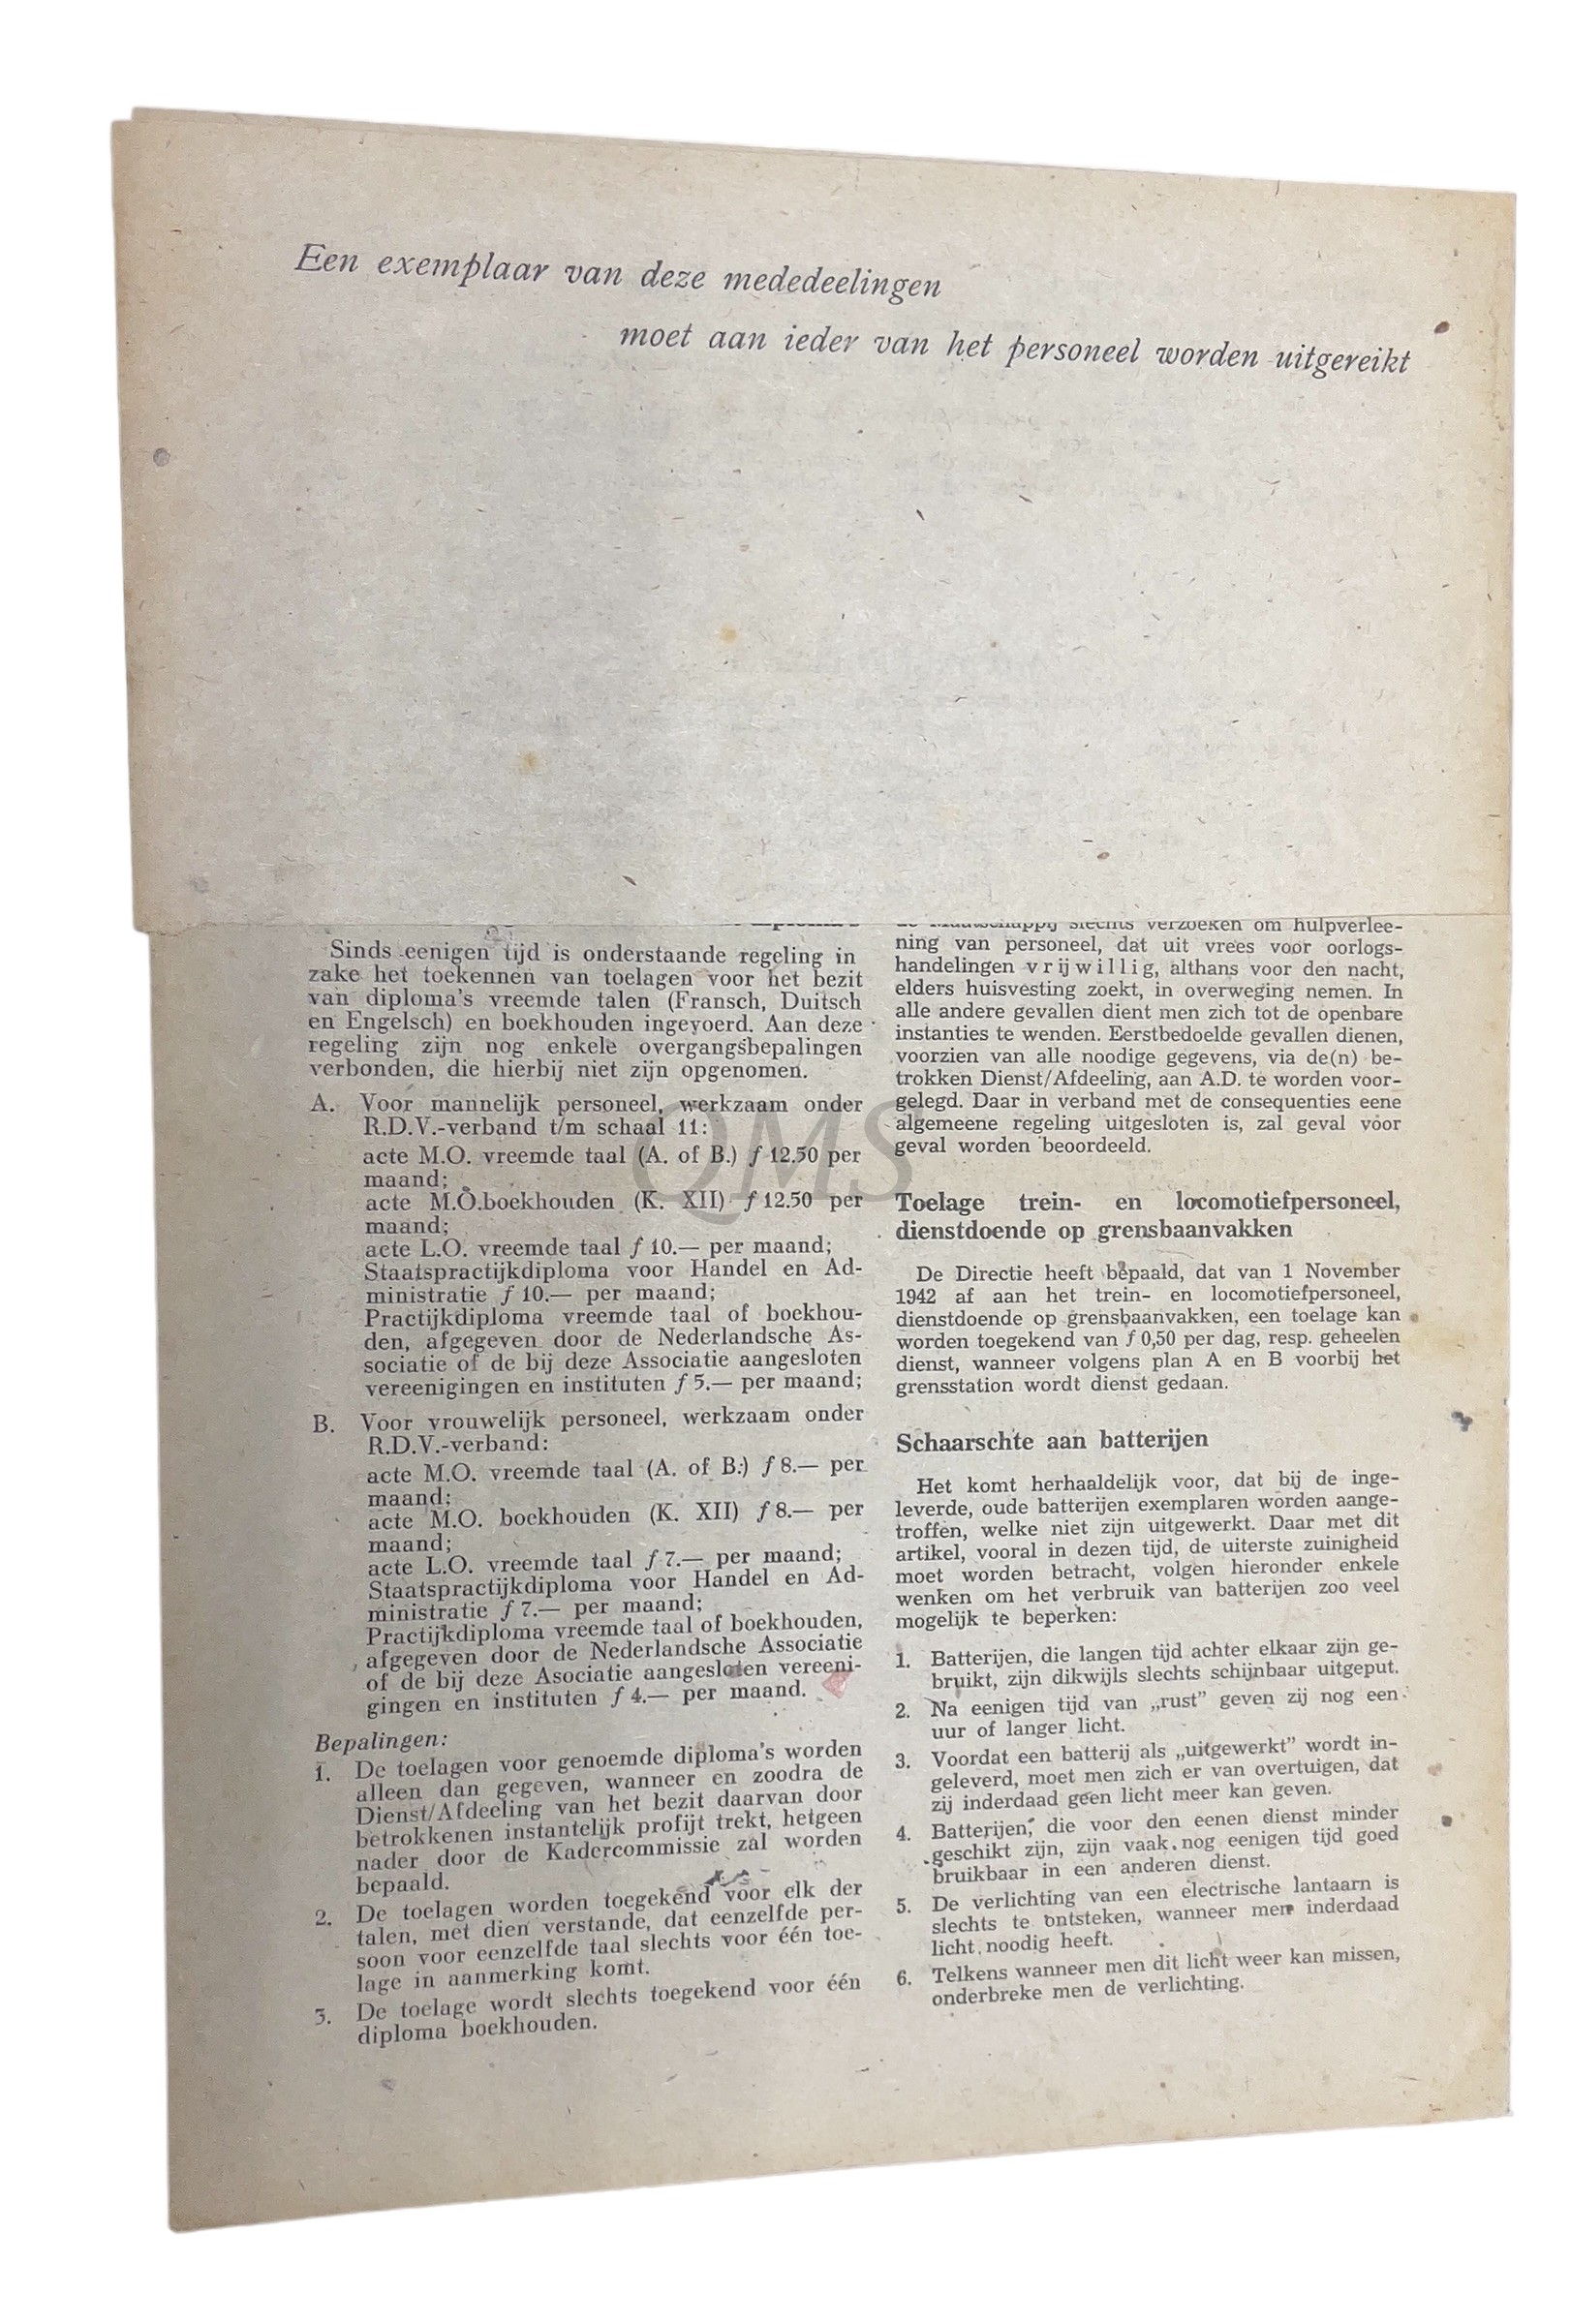 Een exemplaar van deze mededeelingen
moet aan ieder van het personeel worden uitgereikt
Sinds eenigen tijd is onderstaande regeling in
zake het toekennen van toelagen voor het bezit
van diploma's vreemde talen (Fransch, Duitsch
en Engelsch) en boekhouden ingevoerd. Aan deze
regeling zijn nog enkele overgangsbepalingen
verbonden, die hierbij niet zijn opgenomen.
A. Voor mannelijk personeel, werkzaam onder
R.D.V.-verband t/m schaal 11:
acte M.O. vreemde taal (A. of B.) f 12.50 per
maand;
acte M.O.boekhouden (K. XII) f 12.50 per
maand;
acte L.O. vreemde taal f 10.— per maand;
Staatspractijkdiploma voor Handel en Ad-
ministratie f 10.— per maand;
Practijkdiploma vreemde taal of boekhou-
den, afgegeven door de Nederlandsche As-
sociatie of de bij deze Associatie aangesloten
vereenigingen en instituten f 5.— per maand;
B. Voor vrouwelijk personeel, werkzaam onder
R.D.V.-verband:
acte M.O. vreemde taal (A. of B.) f 8.— per
maand;
acte M.O. boekhouden (K. XII) f 8.— per
maand;
acte L.O. vreemde taal f 7.— per maand;
Staatspractijkdiploma voor Handel en Ad-
ministratie f 7.— per maand;
Practijkdiploma vreemde taal of boekhouden,
afgegeven door de Nederlandsche Associatie
of de bij deze Asociatie aangesloten vereeni-
gingen en instituten f 4.— per maand.
Bepalingen:
1. De toelagen voor genoemde diploma's worden
alleen dan gegeven, wanneer en zoodra de
Dienst/Afdeeling van het bezit daarvan door
betrokkenen instantelijk profijt trekt, hetgeen
nader door de Kadercommissie zal worden
bepaald.
2. De toelagen worden toegekend voor elk der
talen, met dien verstande, dat eenzelfde per-
soon voor eenzelfde taal slechts voor één toe-
lage in aanmerking komt.
3. De toelage wordt slechts toegekend voor één
diploma boekhouden.
de Maatschappij slechts verzoeken om hulpverlee-
ning van personeel, dat uit vrees voor oorlogs-
handelingen vrijwillig, althans voor den nacht,
elders huisvesting zoekt, in overweging nemen. In
alle andere gevallen dient men zich tot de openbare
instanties te wenden. Eerstbedoelde gevallen dienen,
voorzien van alle noodige gegevens, via de(n) be-
trokken Dienst/Afdeeling, aan A.D. te worden voor-
gelegd. Daar in verband met de consequenties eene
algemeene regeling uitgesloten is, zal geval voor
geval worden beoordeeld.
Toelage trein- en locomotiefpersoneel,
dienstdoende op grensbaanvakken
De Directie heeft bepaald, dat van 1 November
1942 af aan het trein- en locomotiefpersoneel,
dienstdoende op grensbaanvakken, een toelage kan
worden toegekend van f 0,50 per dag, resp. geheelen
dienst, wanneer volgens plan A en B voorbij het
grensstation wordt dienst gedaan.
Schaarschte aan batterijen
Het komt herhaaldelijk voor, dat bij de inge-
leverde, oude batterijen exemplaren worden aange-
troffen, welke niet zijn uitgewerkt. Daar met dit
artikel, vooral in dezen tijd, de uiterste zuinigheid
moet worden betracht, volgen hieronder enkele
wenken om het verbruik van batterijen zoo veel
mogelijk te beperken:
1. Batterijen, die langen tijd achter elkaar zijn ge-
bruikt, zijn dikwijls slechts schijnbaar uitgeput.
2. Na eenigen tijd van „rust” geven zij nog een
uur of langer licht.
3. Voordat een batterij als „uitgewerkt” wordt in-
geleverd, moet men zich er van overtuigen, dat
zij inderdaad geen licht meer kan geven.
4. Batterijen, die voor den eenen dienst minder
geschikt zijn, zijn vaak nog eenigen tijd goed
bruikbaar in een anderen dienst.
5. De verlichting van een electrische lantaarn is
slechts te ontsteken, wanneer men inderdaad
licht noodig heeft.
6. Telkens wanneer men dit licht weer kan missen,
onderbreke men de verlichting.
QMS